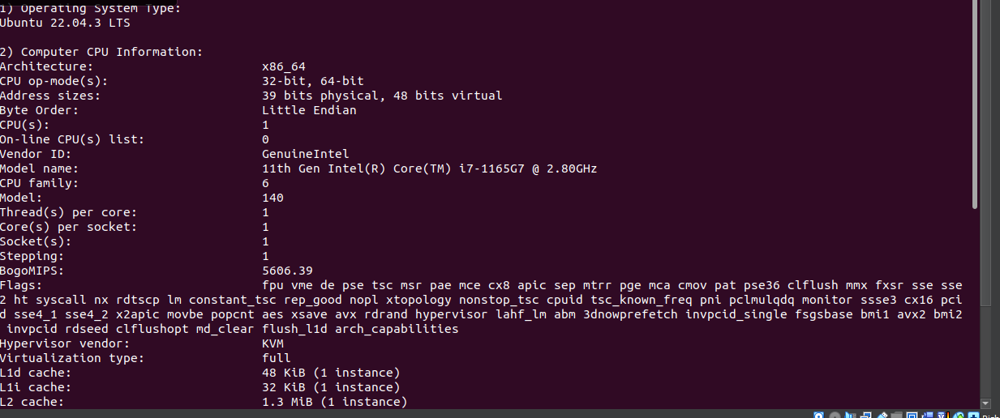 1) Operating System Type:
Ubuntu 22.04.3 LTS
2) Computer CPU Information:
Architecture: x86_64
CPU op-mode(s): 32-bit, 64-bit
Address sizes: 39 bits physical, 48 bits virtual
Byte Order: Little Endian
CPU(s): 1
On-line CPU(s) list: 0
Vendor ID: GenuineIntel
Model name: 11th Gen Intel(R) Core(TM) i7-1165G7 @ 2.80GHz
CPU family: 6
Model: 140
Thread(s) per core: 1
Core(s) per socket: 1
Socket(s): 1
Stepping: 1
BogoMIPS: 5606.39
Flags: fpu vme de pse tsc msr pae mce cx8 apic sep mtrr pge mca cmov pat pse36 clflush mmx fxsr sse sse
2 ht syscall nx rdtscp lm constant_tsc rep_good nopl xtopology nonstop_tsc cpuid tsc_known_freq pni pclmulqdq monitor ssse3 cx16 pci
d sse4_1 sse4_2 x2apic movbe popcnt aes xsave avx rdrand hypervisor lahf_lm abm 3dnowprefetch invpcid_single fsgsbase bmi1 avx2 bmi2
invpcid rdseed clflushopt md_clear flush_l1d arch_capabilities
Hypervisor vendor: KVM
Virtualization type: full
L1d cache: 48 KiB (1 instance)
L1i cache: 32 KiB (1 instance)
L2 cache: 1.3 MiB (1 instance)